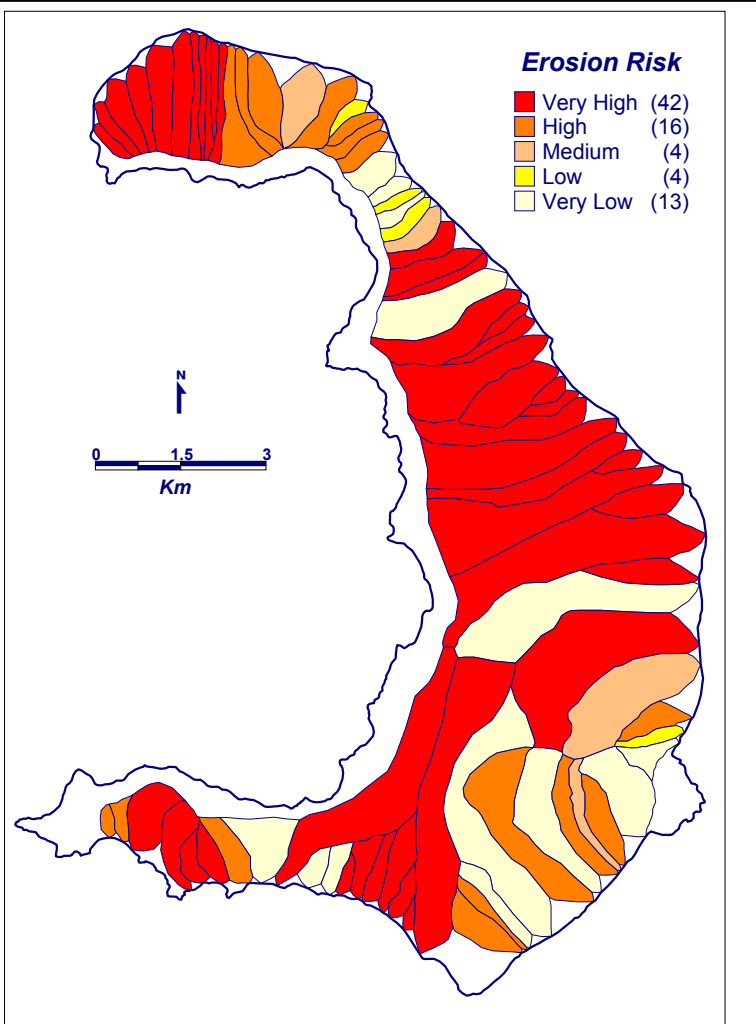 Erosion Risk
Very High (42)
High (16)
Medium (4)
Low (4)
Very Low (13)
N
0 1.5 3
Km